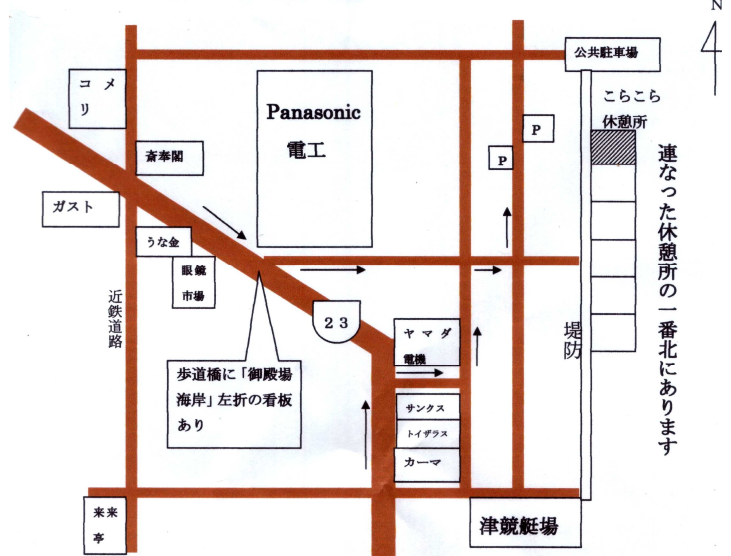 N
公共駐車場
コ メ
リ
Panasonic
電工
こらこら
休憩所
P
P
斎奉閣
連なった休憩所の一番北にあります
ガスト
うな金
眼鏡
市場
近鉄道路
23
堤防
ヤ マ ダ
電機
歩道橋に「御殿場
海岸」左折の看板
あり
サンクス
トイザラス
カーマ
来来
亭
津競艇場